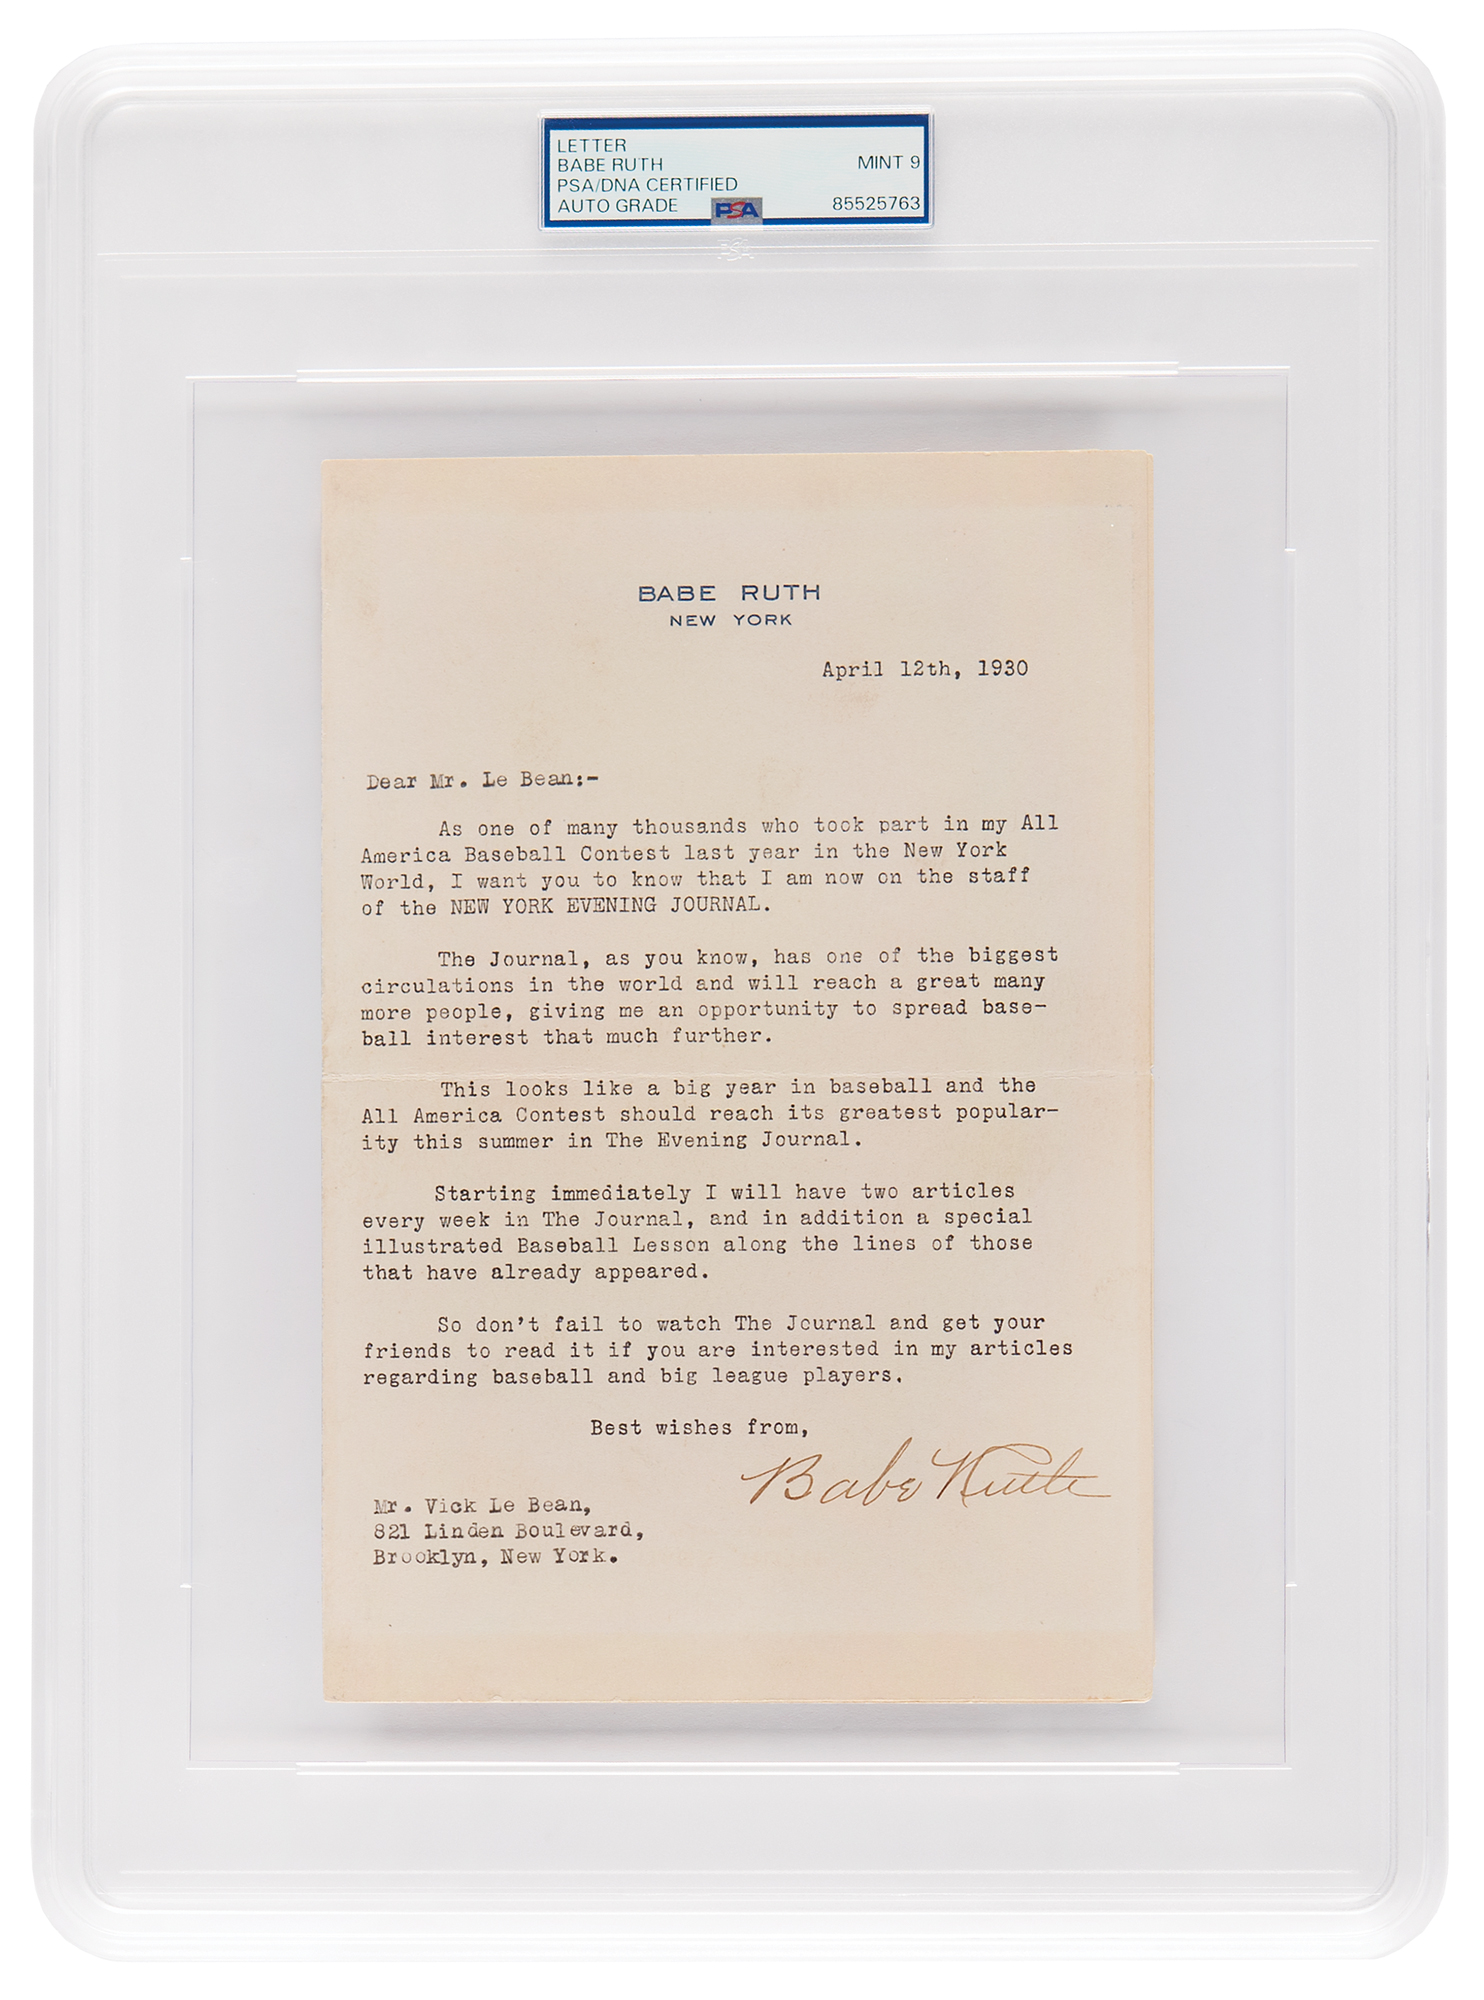 LETTER
BABE RUTH
PSA/DNA CERTIFIED
AUTO GRADE
MINT 9
85525763
PSA
PSA
BABE RUTH
NEW YORK
April 12th, 1930
Dear Mr. Le Bean:-
As one of many thousands who took part in my All
America Baseball Contest last year in the New York
World, I want you to know that I am now on the staff
of the NEW YORK EVENING JOURNAL.
The Journal, as you know, has one of the biggest
circulations in the world and will reach a great many
more people, giving me an opportunity to spread base-
ball interest that much further.
This looks like a big year in baseball and the
All America Contest should reach its greatest popular-
ity this summer in The Evening Journal.
Starting immediately I will have two articles
every week in The Journal, and in addition a special
illustrated Baseball Lesson along the lines of those
that have already appeared.
So don't fail to watch The Journal and get your
friends to read it if you are interested in my articles
regarding baseball and big league players.
Best wishes from,
Babe Ruth
Mr. Vick Le Bean,
821 Linden Boulevard,
Brooklyn, New York.